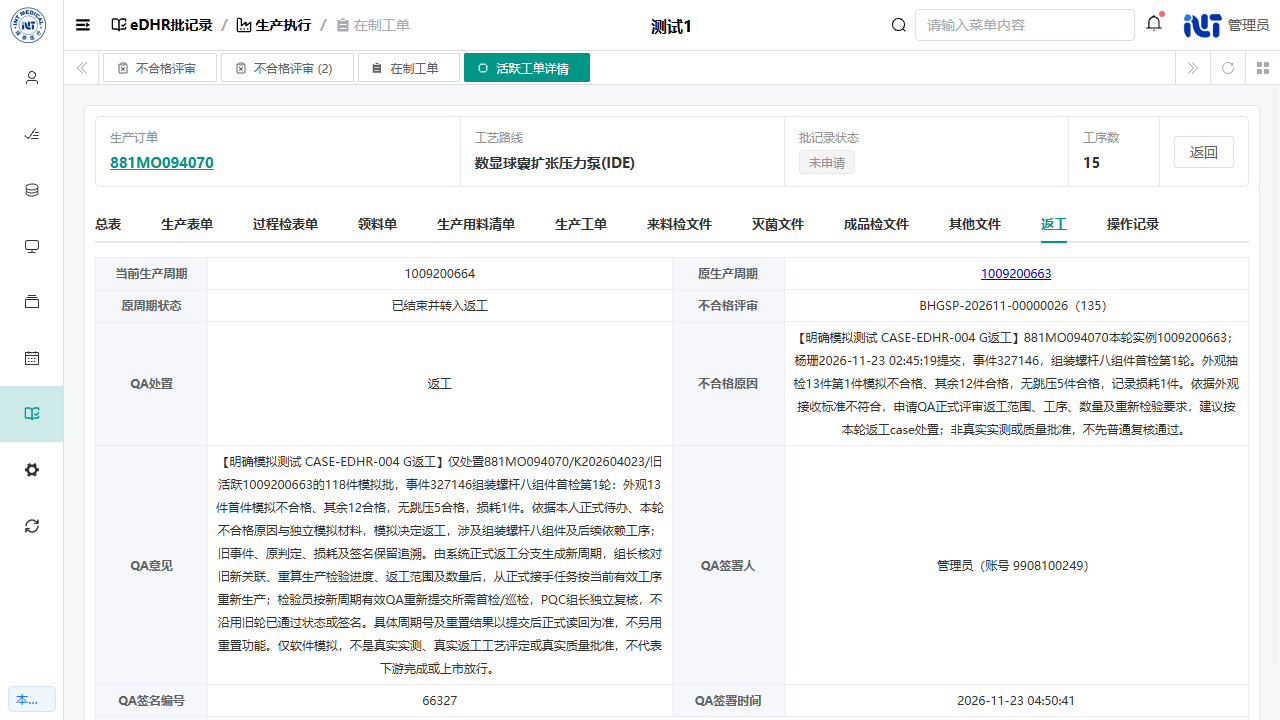 eDHR批记录 / 生产执行 / 在制工单
测试1
请输入菜单内容
iNT
管理员
不合格评审
不合格评审 (2)
在制工单
活跃工单详情
生产订单
881MO094070
工艺路线
数显球囊扩张压力泵(IDE)
批记录状态
未申请
工序数
15
返回
总表 生产表单 过程检表单 领料单 生产用料清单 生产工单 来料检文件 灭菌文件 成品检文件 其他文件 返工 操作记录
当前生产周期 1009200664 原生产周期 1009200663
原周期状态 已结束并转入返工 不合格评审 BHGSP-202611-00000026（135）
QA处置 返工 不合格原因
【明确模拟测试 CASE-EDHR-004 G返工】881MO094070本轮实例1009200663；
杨珊2026-11-23 02:45:19提交，事件327146，组装螺杆八组件首检第1轮。外观抽
检13件第1件模拟不合格、其余12件合格，无跳压5件合格，记录损耗1件。依据外观
接收标准不符合，申请QA正式评审返工范围、工序、数量及重新检验要求，建议按
本轮返工case处置；非真实实测或质量批准，不先普通复核通过。
QA意见
【明确模拟测试 CASE-EDHR-004 G返工】仅处置881MO094070/K202604023/旧
活跃1009200663的118件模拟批，事件327146组装螺杆八组件首检第1轮：外观13
件首件模拟不合格、其余12合格，无跳压5合格，损耗1件。依据本人正式待办、本轮
不合格原因与独立模拟材料，模拟决定返工，涉及组装螺杆八组件及后续依赖工序；
旧事件、原判定、损耗及签名保留追溯。由系统正式返工分支生成新周期，组长核对
旧新关联、重算生产检验进度、返工范围及数量后，从正式接手任务按当前有效工序
重新生产；检验员按新周期有效QA重新提交所需首检/巡检，PQC组长独立复核，不
沿用旧轮已通过状态或签名。具体周期号及重置结果以提交后正式读回为准，不另用
重置功能。仅软件模拟，不是真实实测、真实返工工艺评定或真实质量批准，不代表
下游完成或上市放行。
QA签署人 管理员（账号 9908100249）
QA签名编号 66327 QA签署时间 2026-11-23 04:50:41
本...